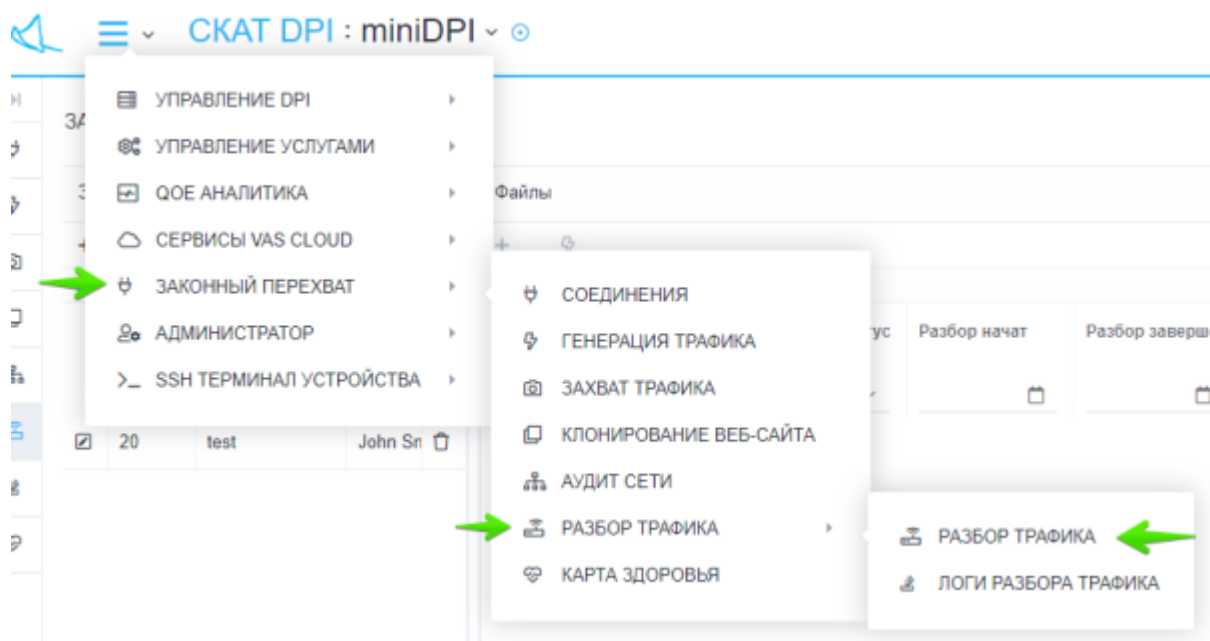 СКАТ DPI : miniDPI
УПРАВЛЕНИЕ DPI
УПРАВЛЕНИЕ УСЛУГАМИ
QOE АНАЛИТИКА
СЕРВИСЫ VAS CLOUD
ЗАКОННЫЙ ПЕРЕХВАТ
АДМИНИСТРАТОР
SSH ТЕРМИНАЛ УСТРОЙСТВА
Файлы
Разбор начат
20 test John
СОЕДИНЕНИЯ
ГЕНЕРАЦИЯ ТРАФИКА
ЗАХВАТ ТРАФИКА
КЛОНИРОВАНИЕ ВЕБ-САЙТА
АУДИТ СЕТИ
РАЗБОР ТРАФИКА
КАРТА ЗДОРОВЬЯ
РАЗБОР ТРАФИКА
ЛОГИ РАЗБОРА ТРАФИКА